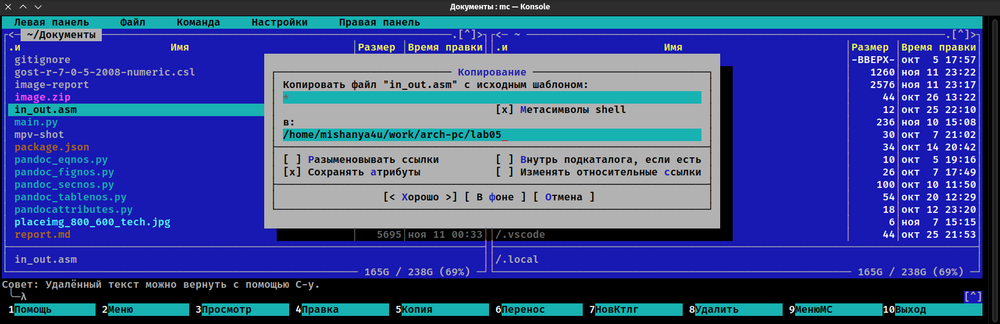 Документы : mc — Konsole
Левая панель Файл Команда Настройки Правая панель
<─ ~/Документы .[^]> <─ ~ .[^]>
.и Имя Размер Время правки .и Имя Размер Время правки
gitignore -ВВЕРХ- окт 5 17:57
gost-r-7-0-5-2008-numeric.csl Копирование 1260 ноя 11 23:22
image-report Копировать файл "in_out.asm" с исходным шаблоном: 2576 ноя 11 23:17
image.zip * 44 окт 26 13:22
in_out.asm [x] Метасимволы shell 12 окт 25 22:10
main.py в: 236 ноя 10 15:08
mpv-shot /home/mishanya4u/work/arch-pc/lab05_ 30 окт 7 21:02
package.json 34 окт 14 20:42
pandoc_eqnos.py [ ] Разыменовывать ссылки [ ] Внутрь подкаталога, если есть 10 окт 5 19:16
pandoc_fignos.py [x] Сохранять атрибуты [ ] Изменять относительные ссылки 26 окт 7 17:49
pandoc_secnos.py 100 окт 10 11:50
pandoc_tablenos.py [< Хорошо >] [ В фоне ] [ Отмена ] 54 окт 20 12:29
pandocattributes.py 18 окт 12 23:20
placeimg_800_600_tech.jpg 6 ноя 7 15:15
report.md 5695 ноя 11 00:33 /.vscode 44 окт 25 21:53
in_out.asm /.local
165G / 238G (69%) 165G / 238G (69%)
Совет: Удалённый текст можно вернуть с помощью C-y.
╰─λ [^]
1Помощь 2Меню 3Просмотр 4Правка 5Копия 6Перенос 7НовКтлг 8Удалить 9МенюMC 10Выход